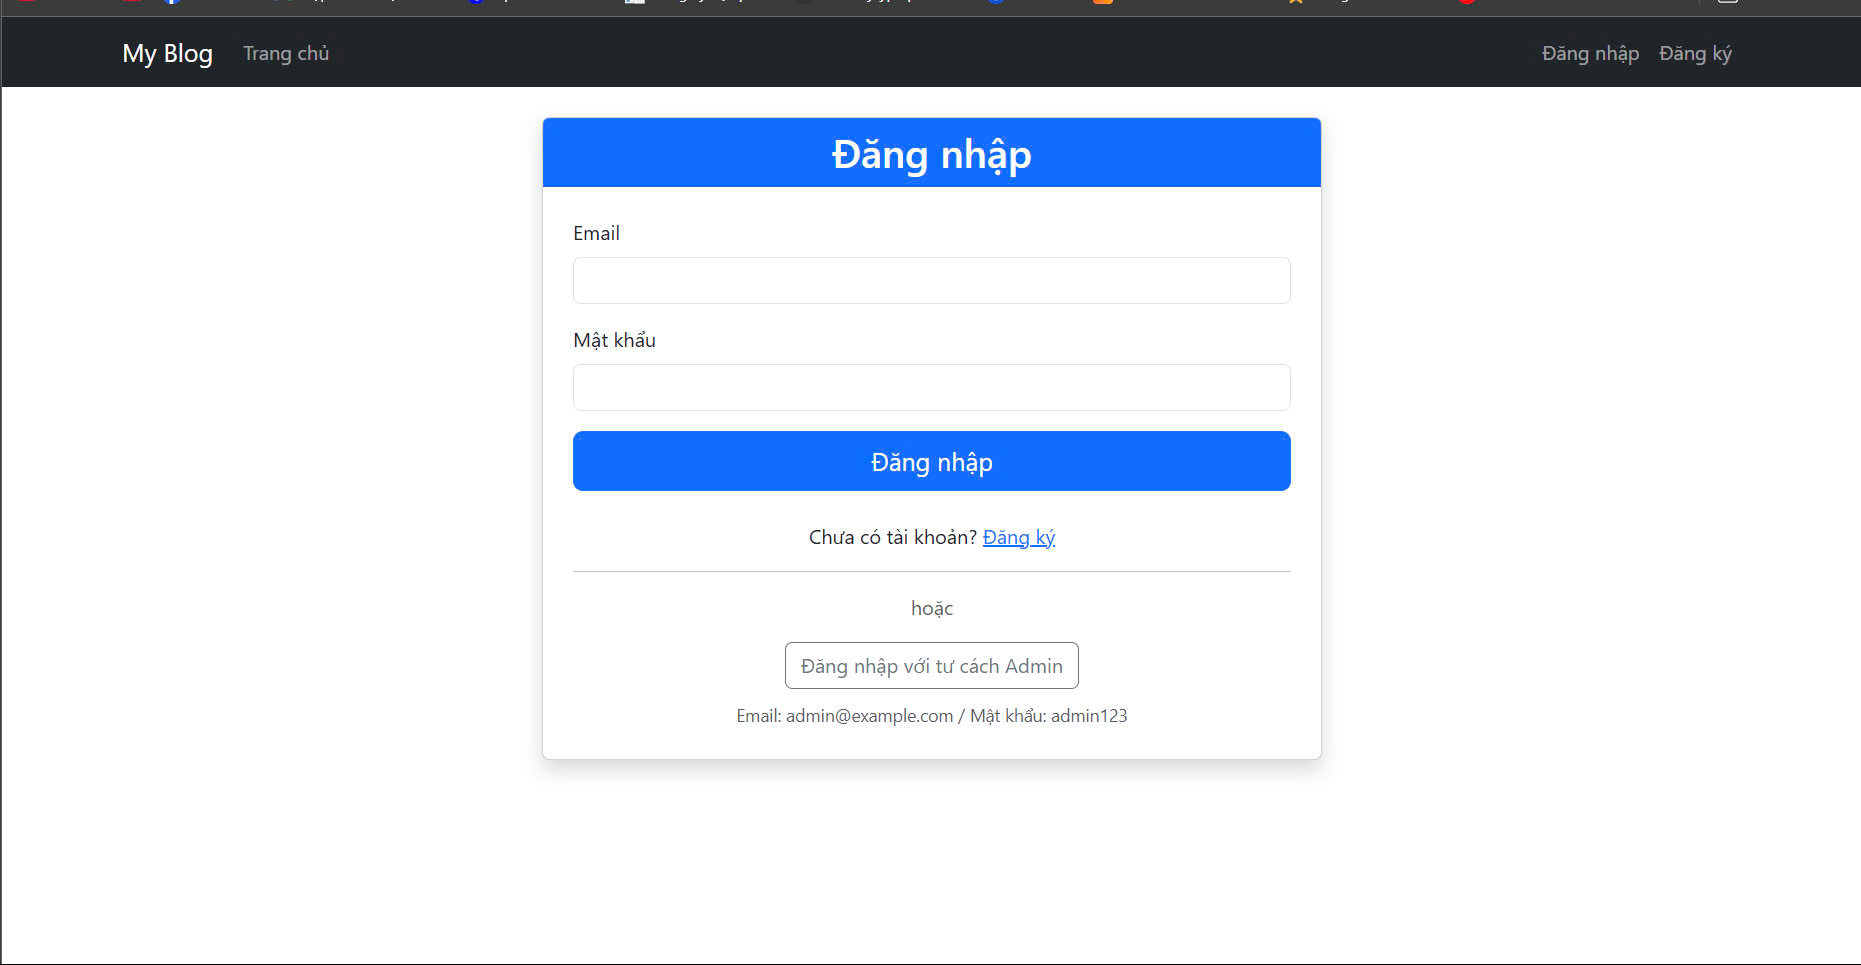 My Blog Trang chủ Đăng nhập Đăng ký
Đăng nhập
Email
Mật khẩu
Đăng nhập
Chưa có tài khoản? Đăng ký
hoặc
Đăng nhập với tư cách Admin
Email: admin@example.com / Mật khẩu: admin123